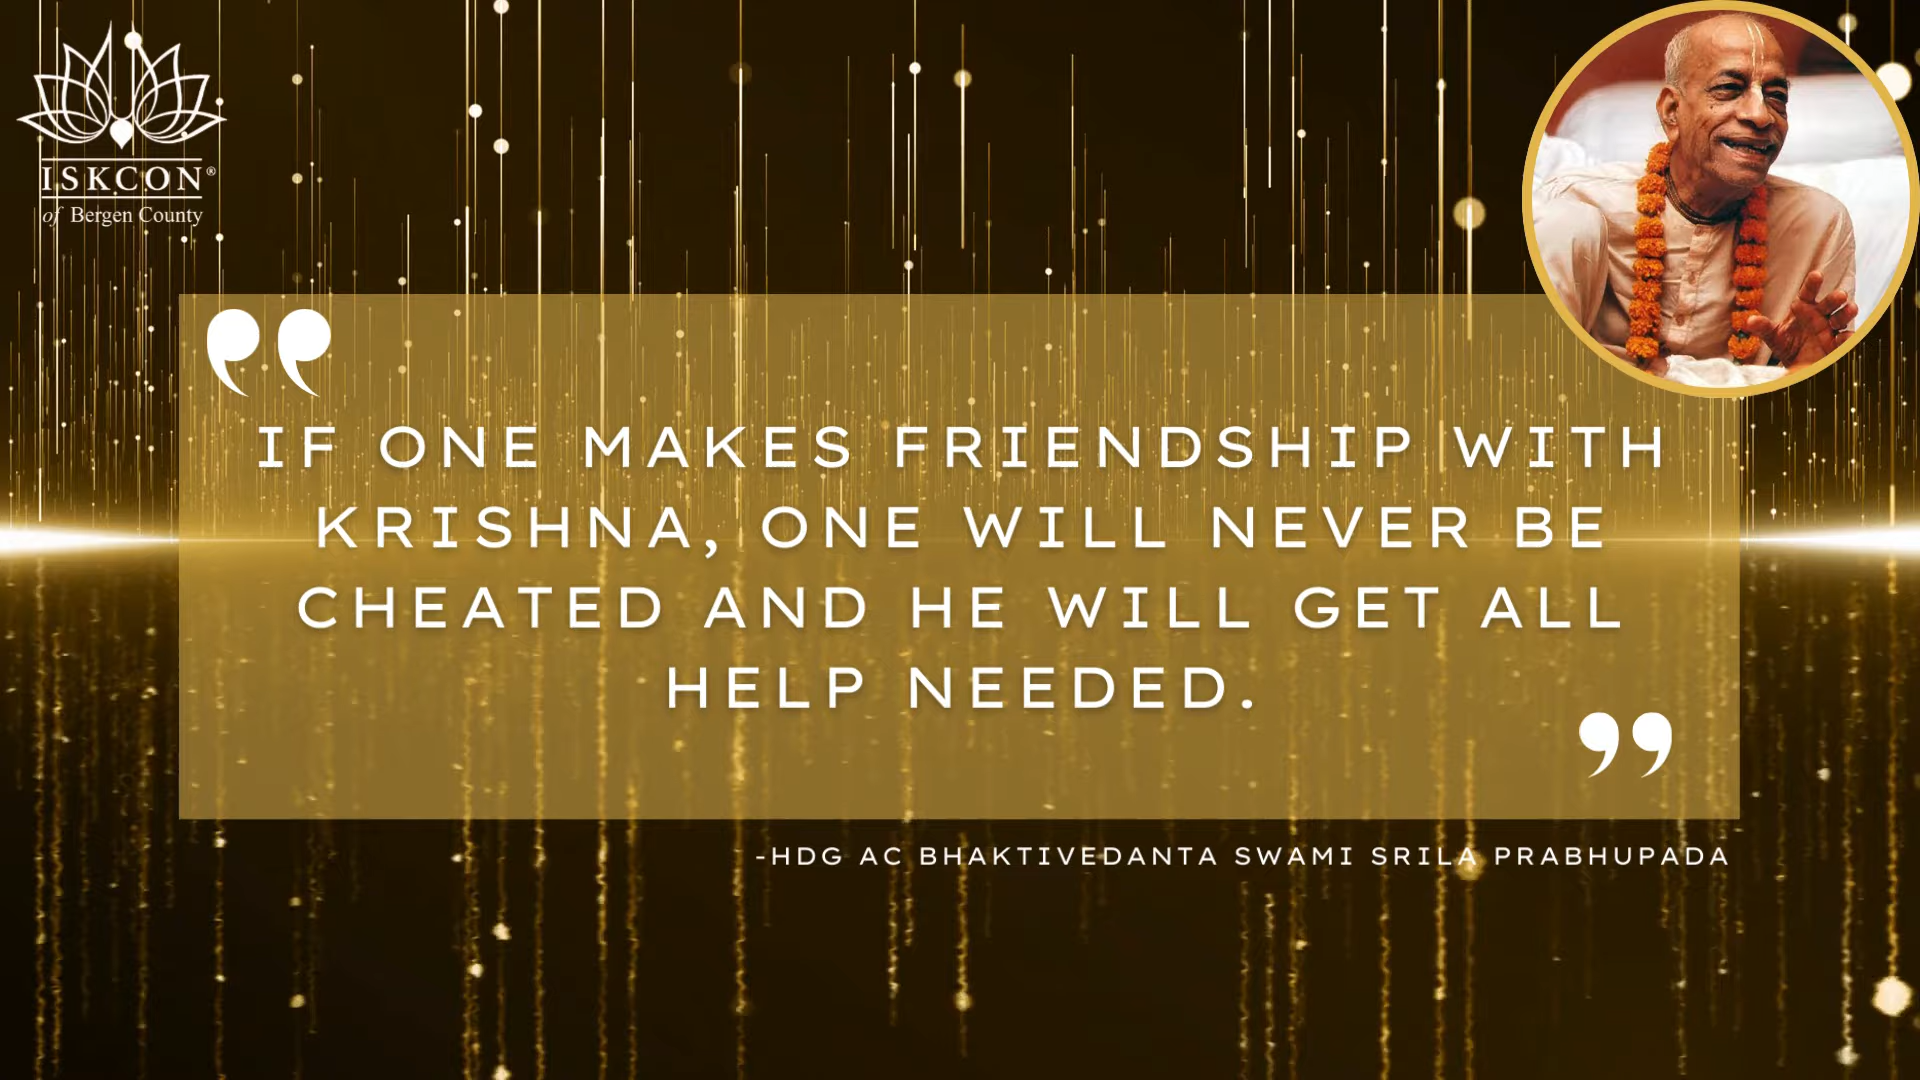 ISKCON®
of Bergen County
IF ONE MAKES FRIENDSHIP WITH
KRISHNA, ONE WILL NEVER BE
CHEATED AND HE WILL GET ALL
HELP NEEDED.
-HDG AC BHAKTIVEDANTA SWAMI SRILA PRABHUPADA